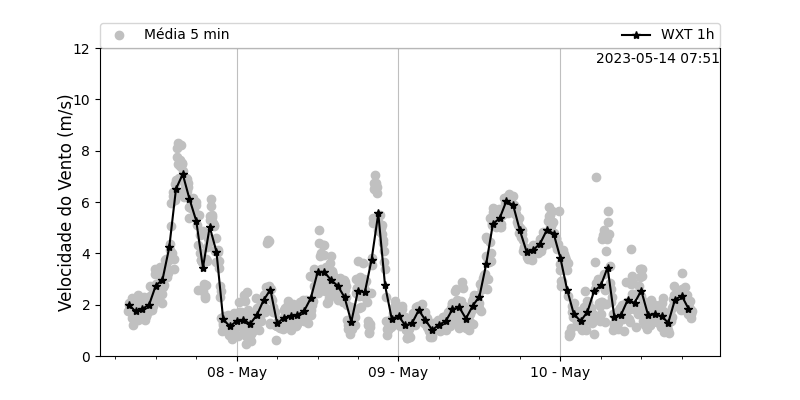 Média 5 min
WXT 1h
2023-05-14 07:51
Velocidade do Vento (m/s)
12
10
8
6
4
2
0
08 - May
09 - May
10 - May